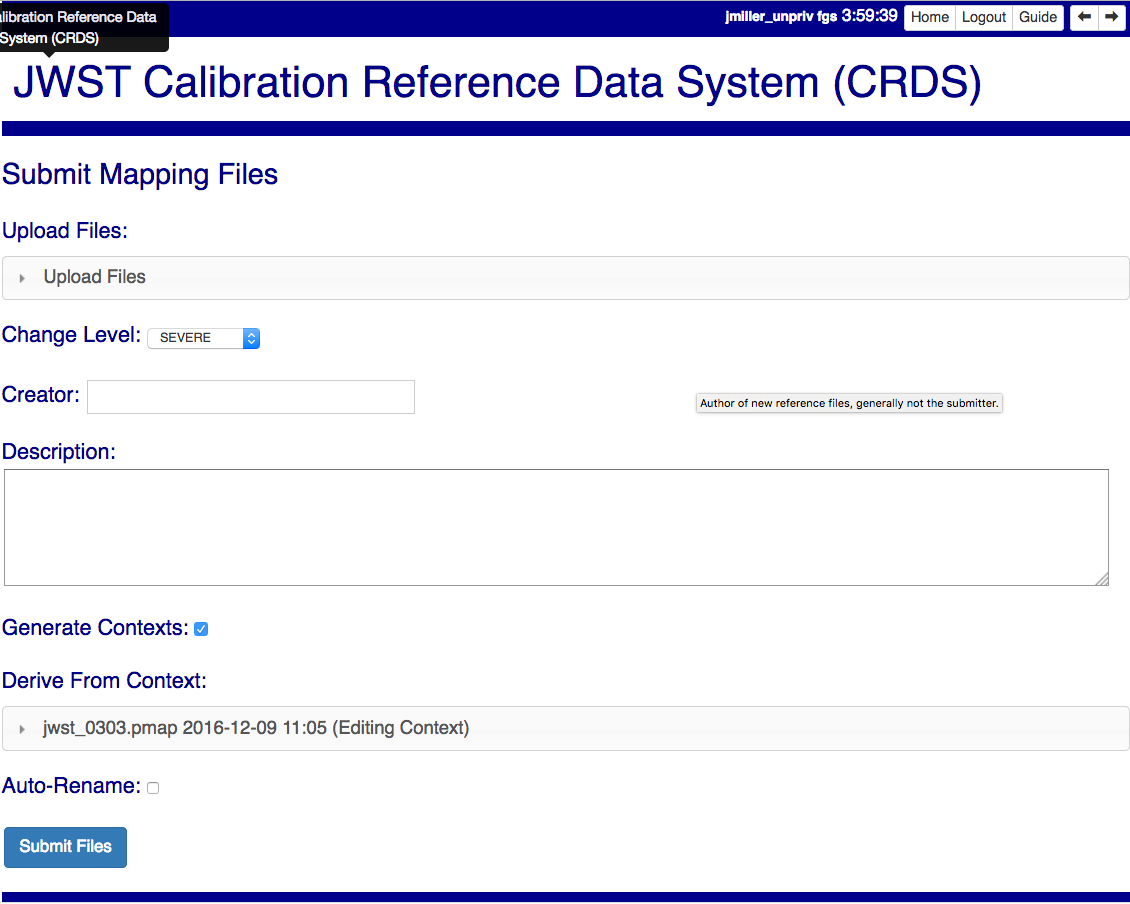 alibration Reference Data
System (CRDS)
jmiller_unpriv fgs 3:59:39 Home Logout Guide
JWST Calibration Reference Data System (CRDS)
Submit Mapping Files
Upload Files:
Upload Files
Change Level: SEVERE
Creator:
Author of new reference files, generally not the submitter.
Description:
Generate Contexts:
Derive From Context:
jwst_0303.pmap 2016-12-09 11:05 (Editing Context)
Auto-Rename:
Submit Files